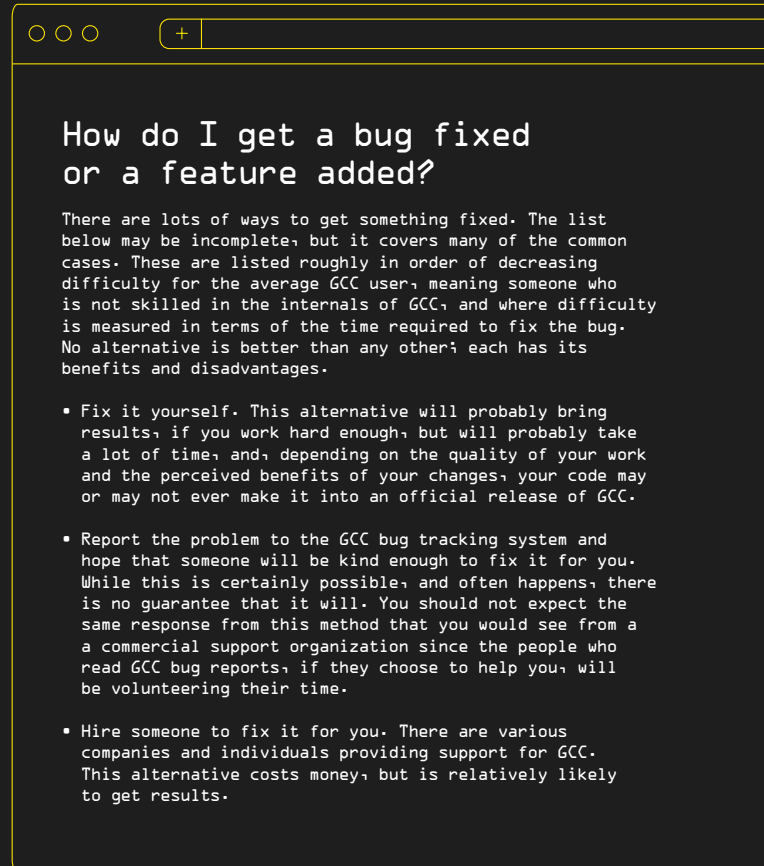 +
How do I get a bug fixed
or a feature added?
There are lots of ways to get something fixed. The list
below may be incomplete, but it covers many of the common
cases. These are listed roughly in order of decreasing
difficulty for the average GCC user, meaning someone who
is not skilled in the internals of GCC, and where difficulty
is measured in terms of the time required to fix the bug.
No alternative is better than any other; each has its
benefits and disadvantages.
• Fix it yourself. This alternative will probably bring
results, if you work hard enough, but will probably take
a lot of time, and, depending on the quality of your work
and the perceived benefits of your changes, your code may
or may not ever make it into an official release of GCC.
• Report the problem to the GCC bug tracking system and
hope that someone will be kind enough to fix it for you.
While this is certainly possible, and often happens, there
is no guarantee that it will. You should not expect the
same response from this method that you would see from a
a commercial support organization since the people who
read GCC bug reports, if they choose to help you, will
be volunteering their time.
• Hire someone to fix it for you. There are various
companies and individuals providing support for GCC.
This alternative costs money, but is relatively likely
to get results.